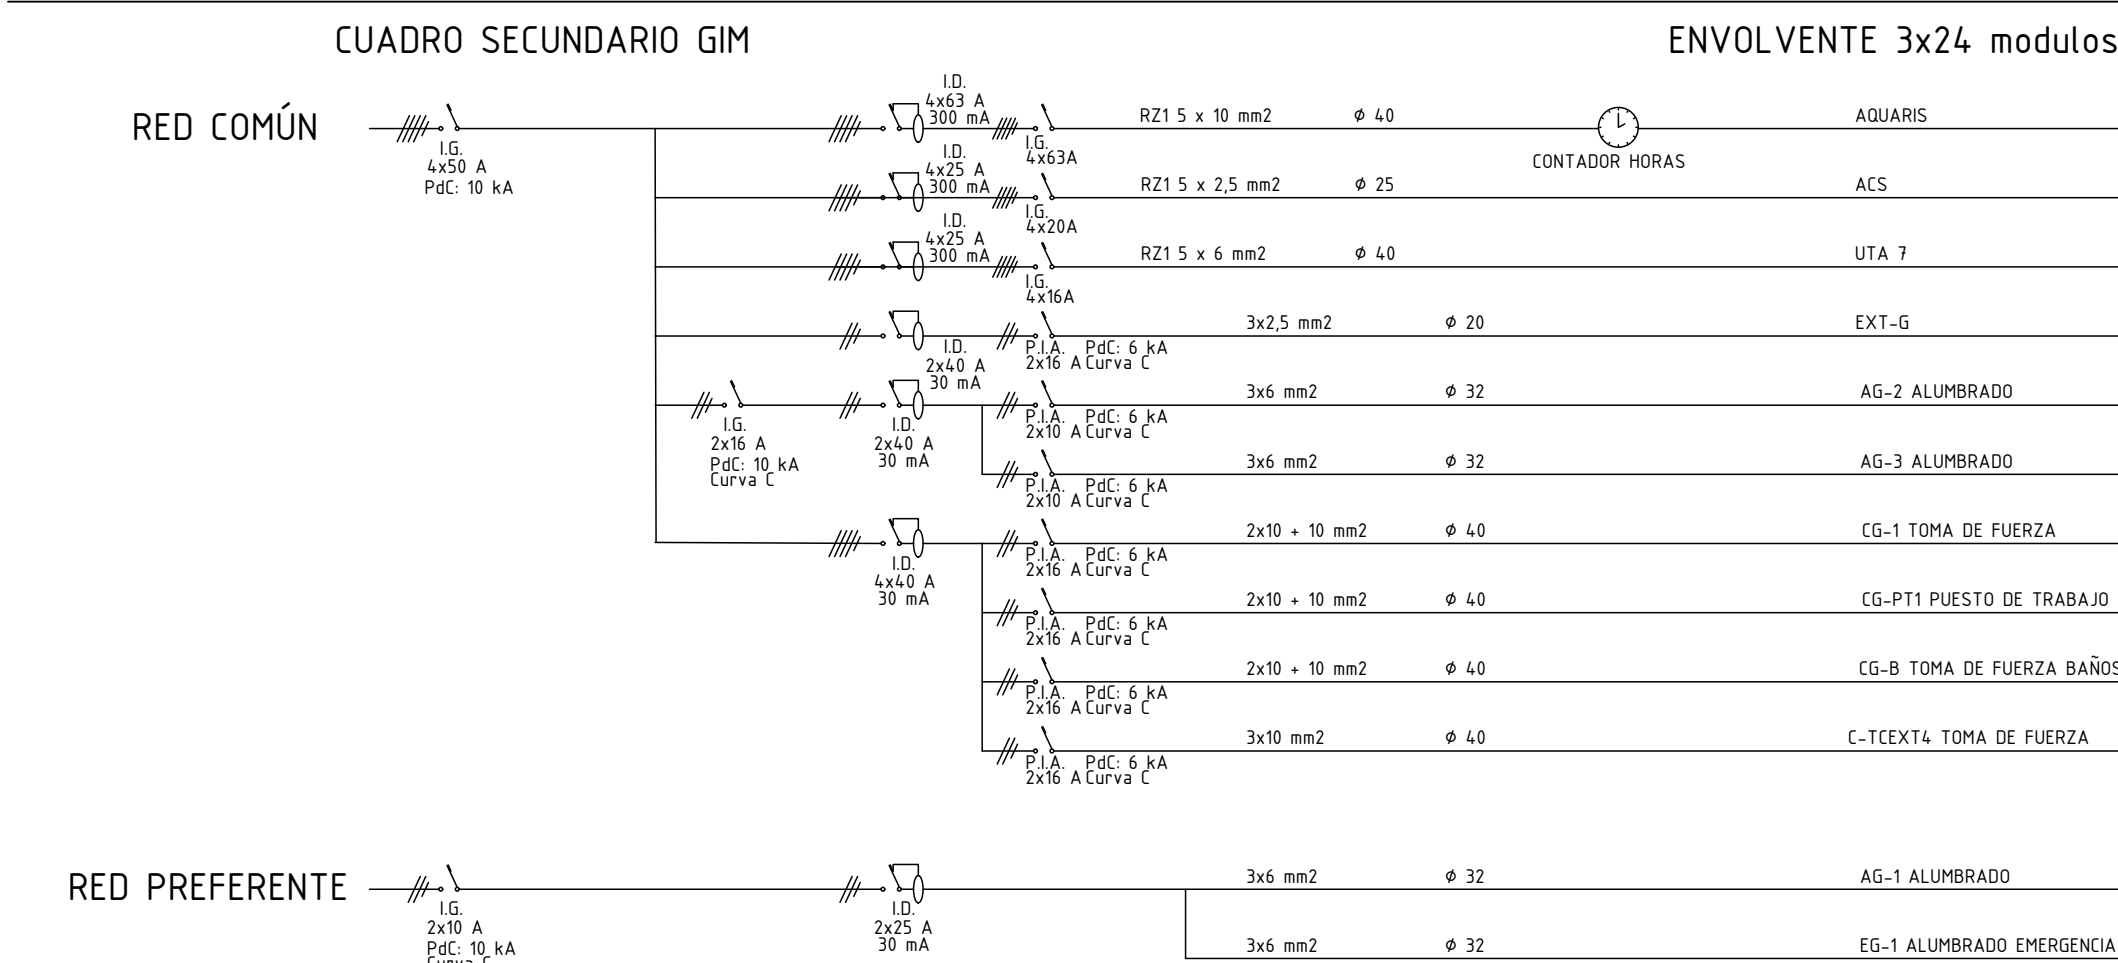 CUADRO SECUNDARIO GIM
ENVOLVENTE 3x24 modulos
RED COMÚN
I.G.
4x50 A
PdC: 10 kA
I.D.
4x63 A
300 mA
I.G.
4x63A
RZ1 5 x 10 mm2
ϕ 40
CONTADOR HORAS
AQUARIS
I.D.
4x25 A
300 mA
I.G.
4x20A
RZ1 5 x 2,5 mm2
ϕ 25
ACS
I.D.
4x25 A
300 mA
I.G.
4x16A
RZ1 5 x 6 mm2
ϕ 40
UTA 7
I.D.
2x40 A
30 mA
P.I.A. PdC: 6 kA
2x16 A Curva C
3x2,5 mm2
ϕ 20
EXT-G
I.G.
2x16 A
PdC: 10 kA
Curva C
I.D.
2x40 A
30 mA
P.I.A. PdC: 6 kA
2x10 A Curva C
3x6 mm2
ϕ 32
AG-2 ALUMBRADO
P.I.A. PdC: 6 kA
2x10 A Curva C
3x6 mm2
ϕ 32
AG-3 ALUMBRADO
I.D.
4x40 A
30 mA
P.I.A. PdC: 6 kA
2x16 A Curva C
2x10 + 10 mm2
ϕ 40
CG-1 TOMA DE FUERZA
P.I.A. PdC: 6 kA
2x16 A Curva C
2x10 + 10 mm2
ϕ 40
CG-PT1 PUESTO DE TRABAJO
P.I.A. PdC: 6 kA
2x16 A Curva C
2x10 + 10 mm2
ϕ 40
CG-B TOMA DE FUERZA BAÑOS
P.I.A. PdC: 6 kA
2x16 A Curva C
3x10 mm2
ϕ 40
C-TCEXT4 TOMA DE FUERZA
RED PREFERENTE
I.G.
2x10 A
PdC: 10 kA
Curva C
I.D.
2x25 A
30 mA
3x6 mm2
ϕ 32
AG-1 ALUMBRADO
3x6 mm2
ϕ 32
EG-1 ALUMBRADO EMERGENCIA